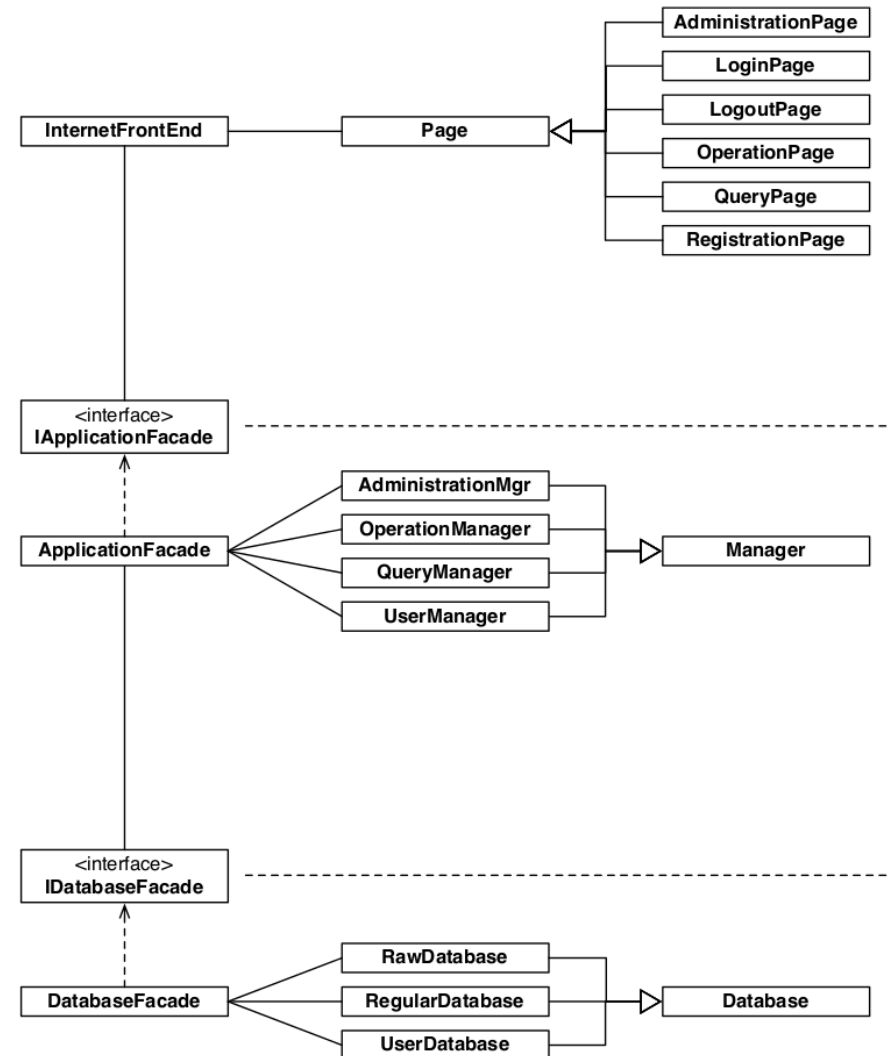 AdministrationPage
LoginPage
LogoutPage
InternetFrontEnd
Page
OperationPage
QueryPage
RegistrationPage
<interface>
IApplicationFacade
AdministrationMgr
OperationManager
ApplicationFacade
Manager
QueryManager
UserManager
<interface>
IDatabaseFacade
RawDatabase
DatabaseFacade
RegularDatabase
Database
UserDatabase